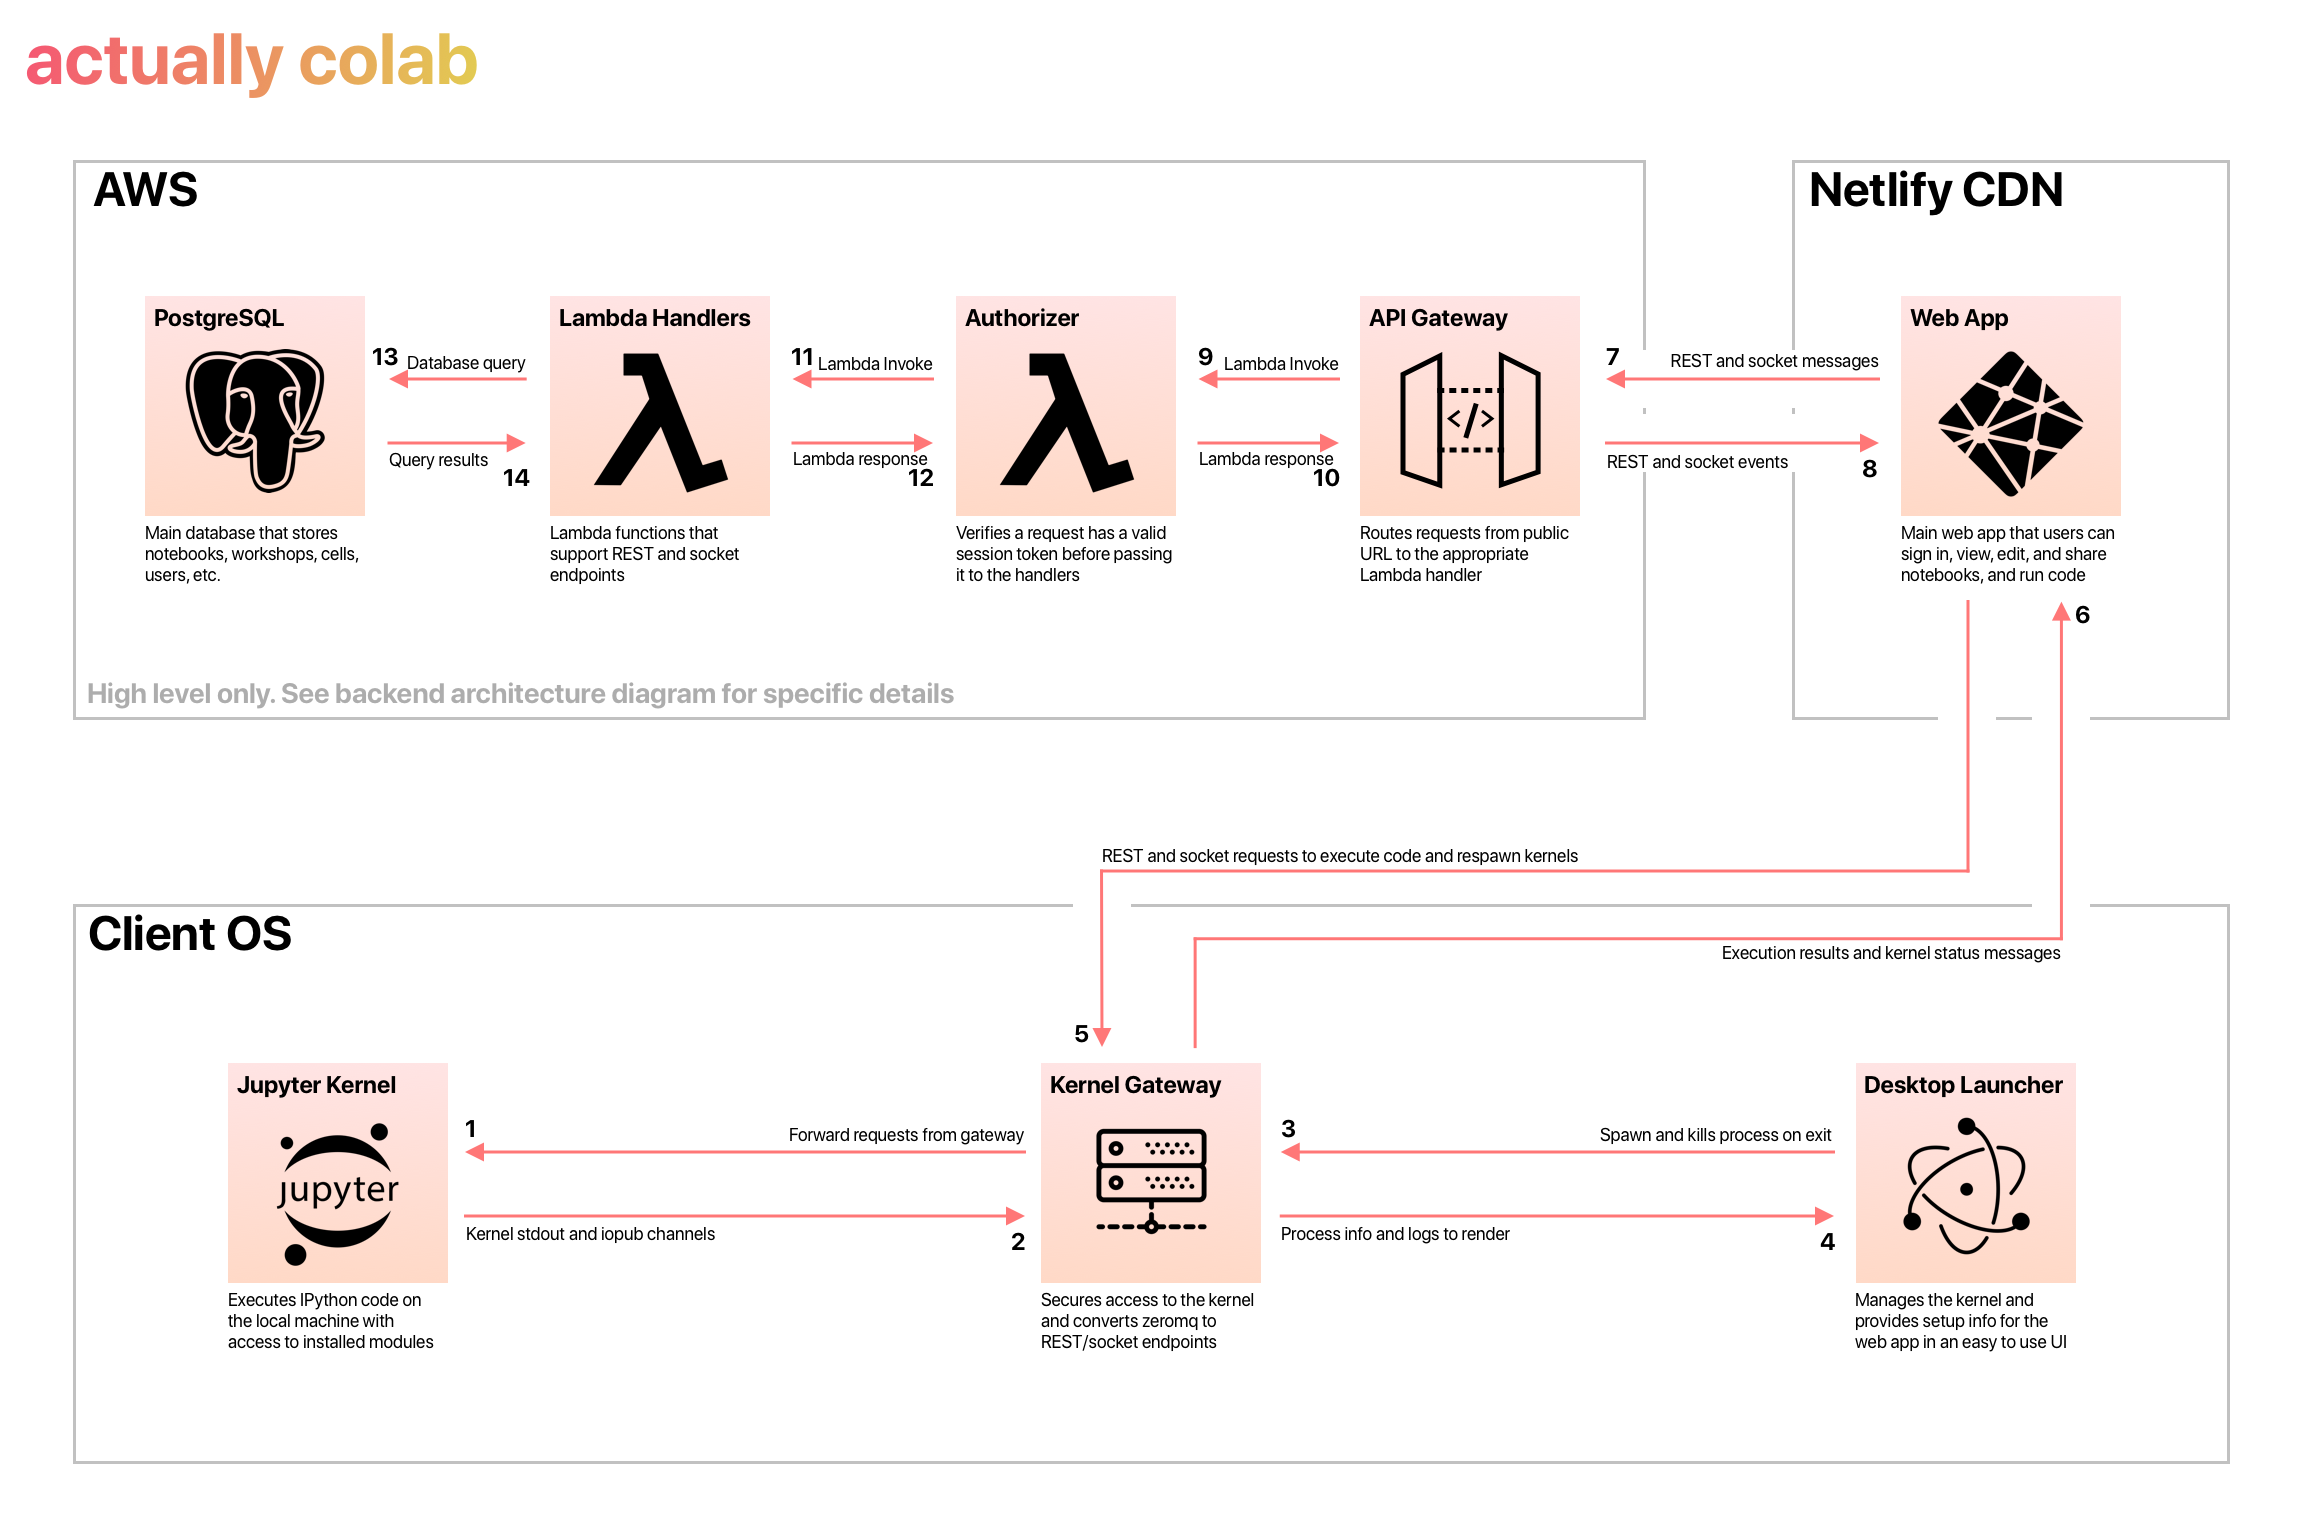 actually colab
AWS
Netlify CDN
PostgreSQL
Lambda Handlers
Authorizer
API Gateway
Web App
13 Database query
11 Lambda Invoke
9 Lambda Invoke
7 REST and socket messages
</>
Query results 14
Lambda response 12
Lambda response 10
REST and socket events 8
Main database that stores
notebooks, workshops, cells,
users, etc.
Lambda functions that
support REST and socket
endpoints
Verifies a request has a valid
session token before passing
it to the handlers
Routes requests from public
URL to the appropriate
Lambda handler
Main web app that users can
sign in, view, edit, and share
notebooks, and run code
6
High level only. See backend architecture diagram for specific details
REST and socket requests to execute code and respawn kernels
Client OS
Execution results and kernel status messages
5
Jupyter Kernel
Kernel Gateway
Desktop Launcher
1 Forward requests from gateway
3 Spawn and kills process on exit
jupyter
Kernel stdout and iopub channels 2
Process info and logs to render 4
Executes IPython code on
the local machine with
access to installed modules
Secures access to the kernel
and converts zeromq to
REST/socket endpoints
Manages the kernel and
provides setup info for the
web app in an easy to use UI